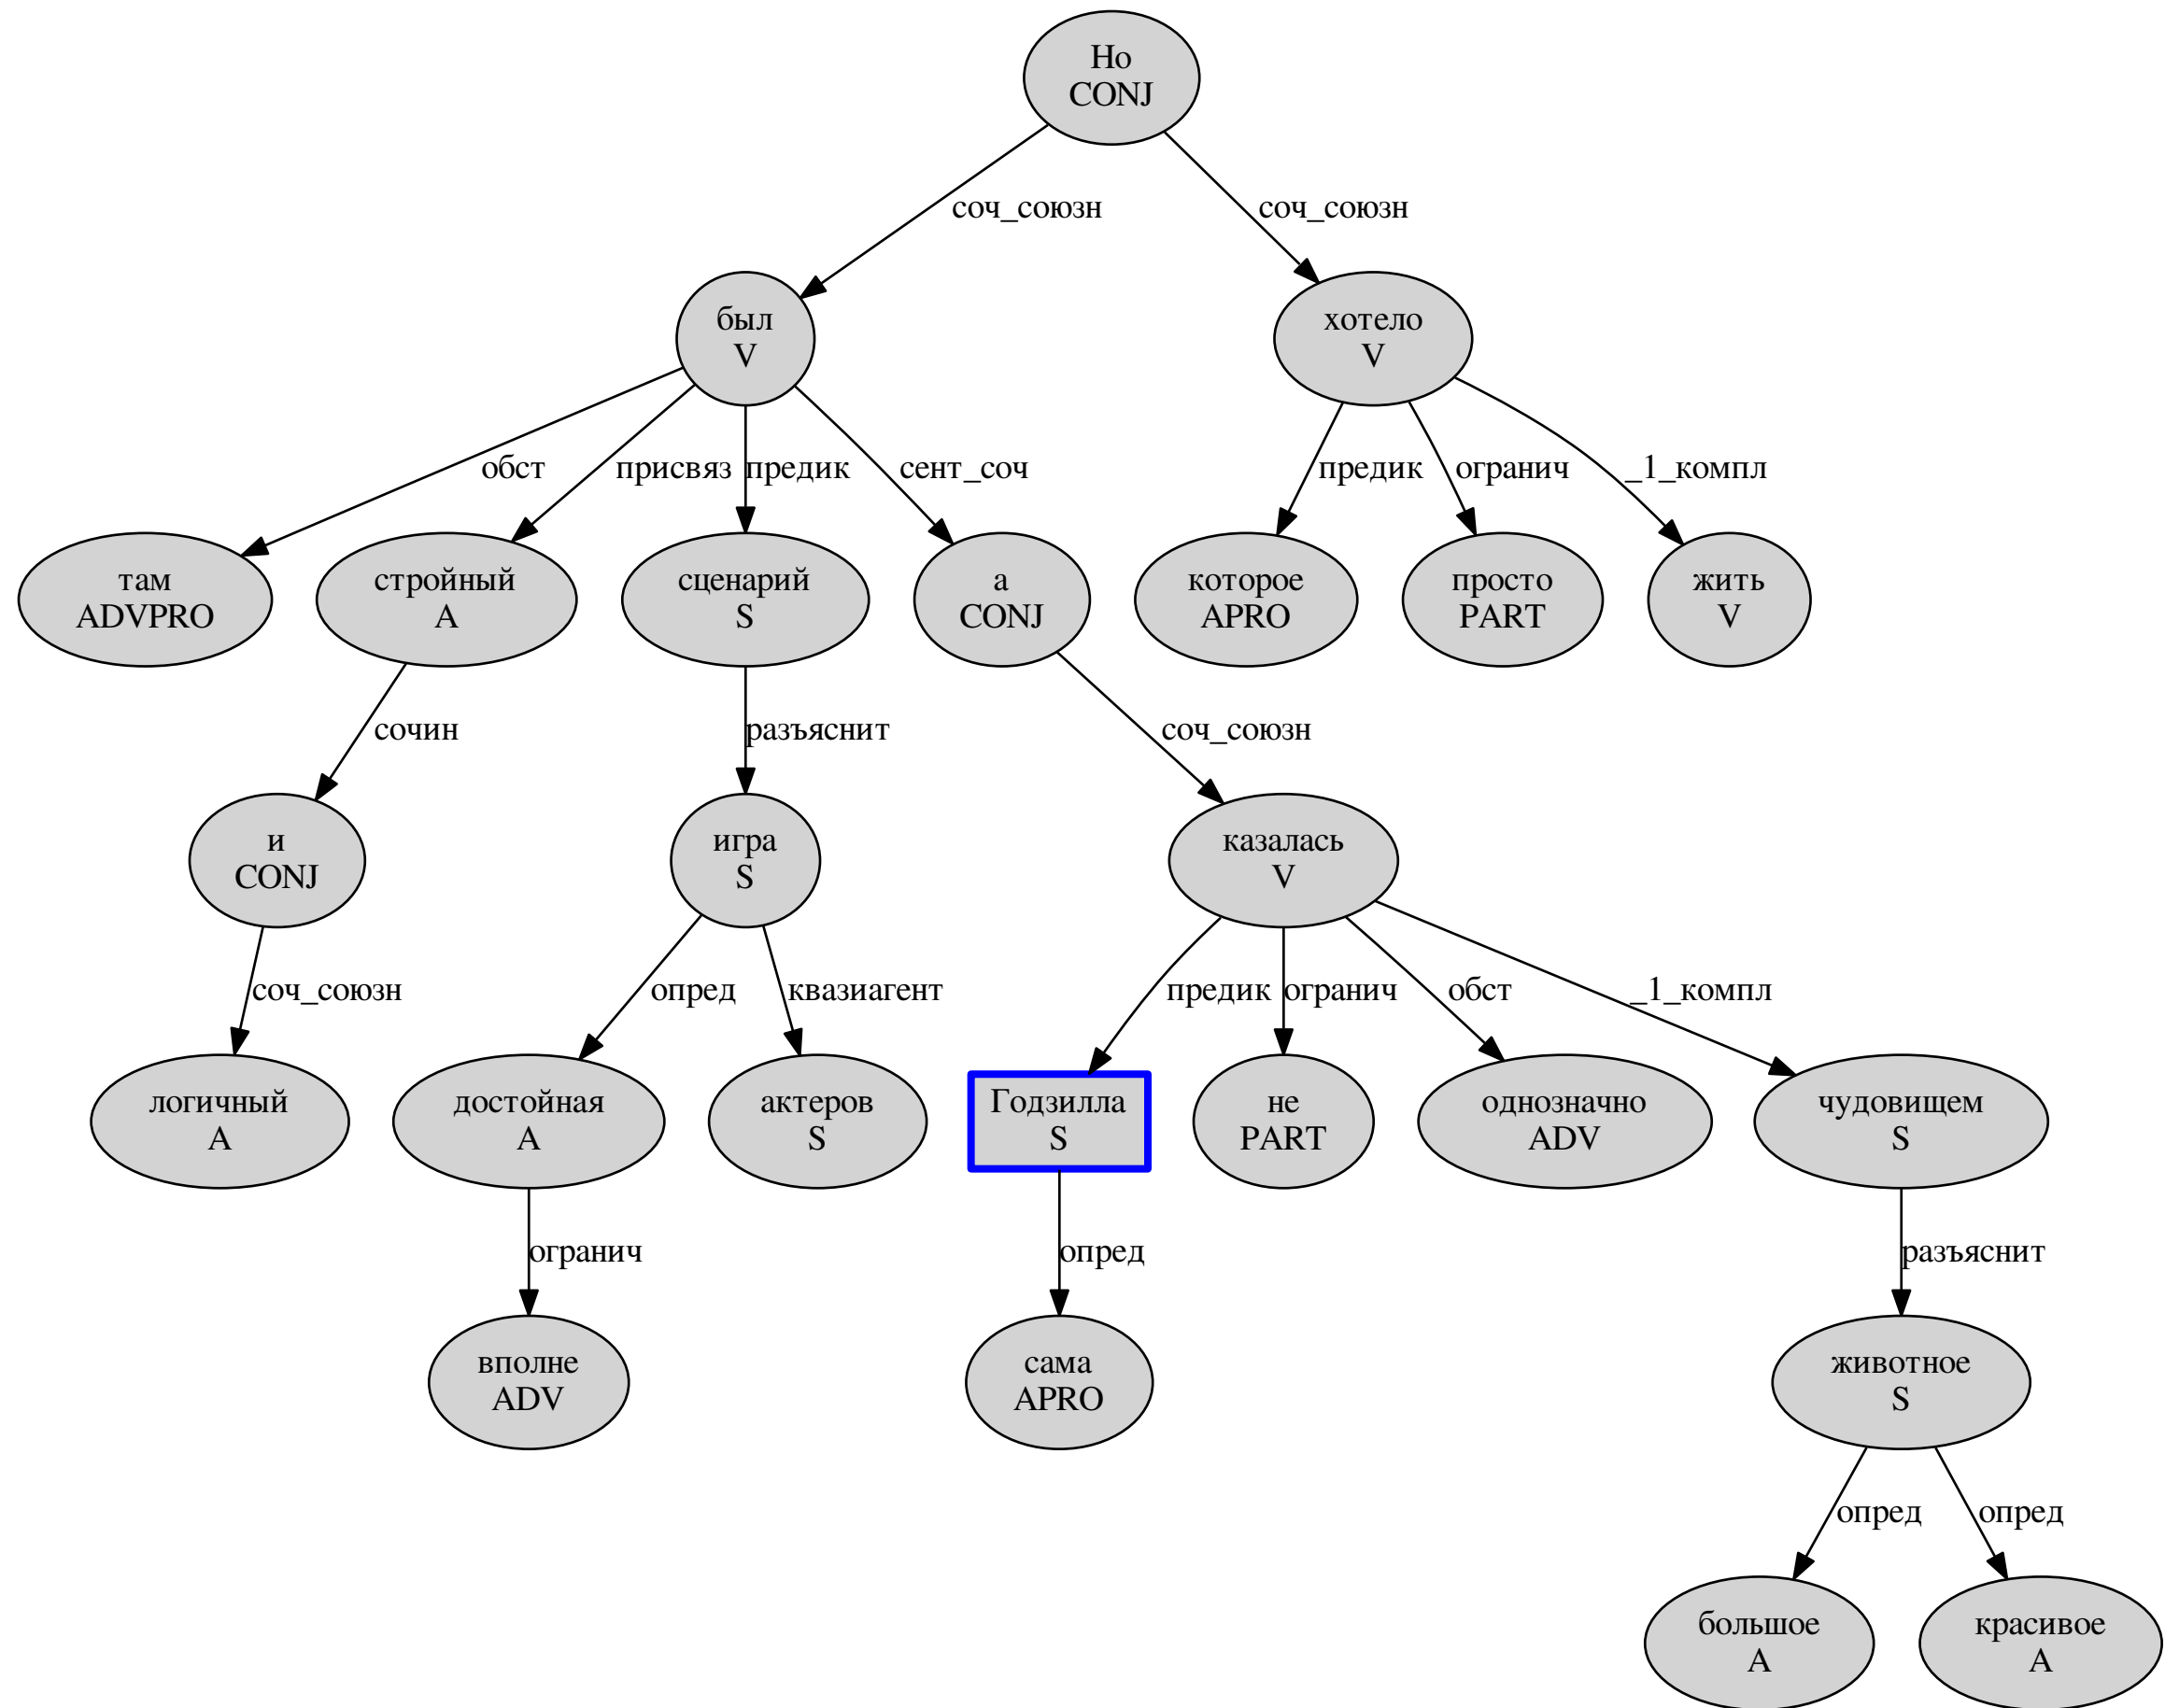 Но
CONJ
соч_союзн
соч_союзн
был
V
хотело
V
обст
присвяз
предик
сент_соч
предик
огранич
_1_компл
там
ADVPRO
стройный
A
сценарий
S
а
CONJ
которое
APRO
просто
PART
жить
V
сочин
разъяснит
соч_союзн
и
CONJ
игра
S
казалась
V
соч_союзн
опред
квазиагент
предик
огранич
обст
_1_компл
логичный
A
достойная
A
актеров
S
Годзилла
S
не
PART
однозначно
ADV
чудовищем
S
огранич
опред
разъяснит
вполне
ADV
сама
APRO
животное
S
опред
опред
большое
A
красивое
A